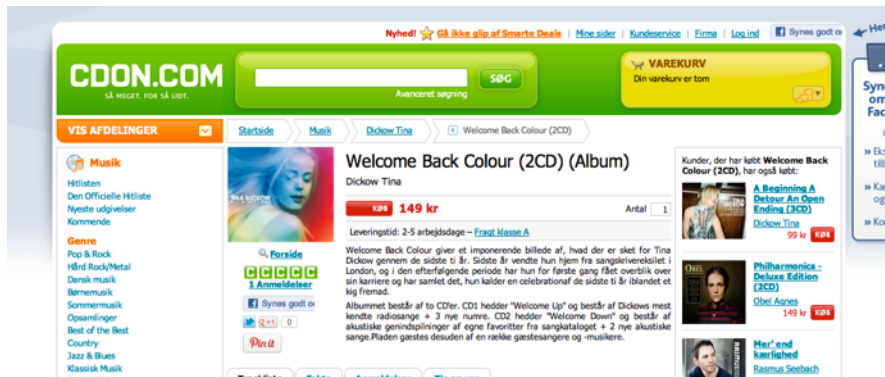 Nyhed! Gå ikke glip af Smarte Deals | Mine sider | Kundeservice | Firma | Log ind
Synes godt o
CDON.COM
SÅ MEGET. FOR SÅ LIDT.
SØG
Avanceret søgning
VAREKURV
Din varekurv er tom
Syn
om
Fac
» Eks
» Ka
og
» Ko
VIS AFDELINGER
Startside
Musik
Dickow Tina
Welcome Back Colour (2CD)
Musik
Hitlisten
Den Officielle Hitliste
Nyeste udgivelser
Kommende
Genre
Pop & Rock
Hård Rock/Metal
Dansk musik
Børnemusik
Sommermusik
Opsamlinger
Best of the Best
Country
Jazz & Blues
Klassisk Musik
TINA DICKOW
Forside
C C C C C
1 Anmeldelser
Synes godt o
+1 0
Pin it
Welcome Back Colour (2CD) (Album)
Dickow Tina
KØB 149 kr
Antal 1
Leveringstid: 2-5 arbejdsdage – Fragt klasse A
Welcome Back Colour giver et imponerende billede af, hvad der er sket for Tina
Dickow gennem de sidste ti år. Sidste år vendte hun hjem fra sangskriverekslet i
London, og i den efterfølgende periode har hun for første gang fået overblik over
sin karriere og har samlet det, hun kalder en celebrationaf de sidste ti år iblandet et
kig fremad.
Albummet består af to CD'er. CD1 hedder "Welcome Up" og består af Dickows mest
kendte radiosange + 3 nye numre. CD2 hedder "Welcome Down" og består af
akustiske genindspilninger af egne favoritter fra sangkataloget + 2 nye akustiske
sange.Pladen gæstes desuden af en række gæstesangere og -musikere.
Kunder, der har købt Welcome Back
Colour (2CD), har også købt:
A Beginning A
Detour An Open
Ending (3CD)
Dickow Tina
99 kr KØB
Philharmonics -
Deluxe Edition
(2CD)
Obel Agnes
149 kr KØB
Mer' end
kærlighed
Rasmus Seebach
RASMUS